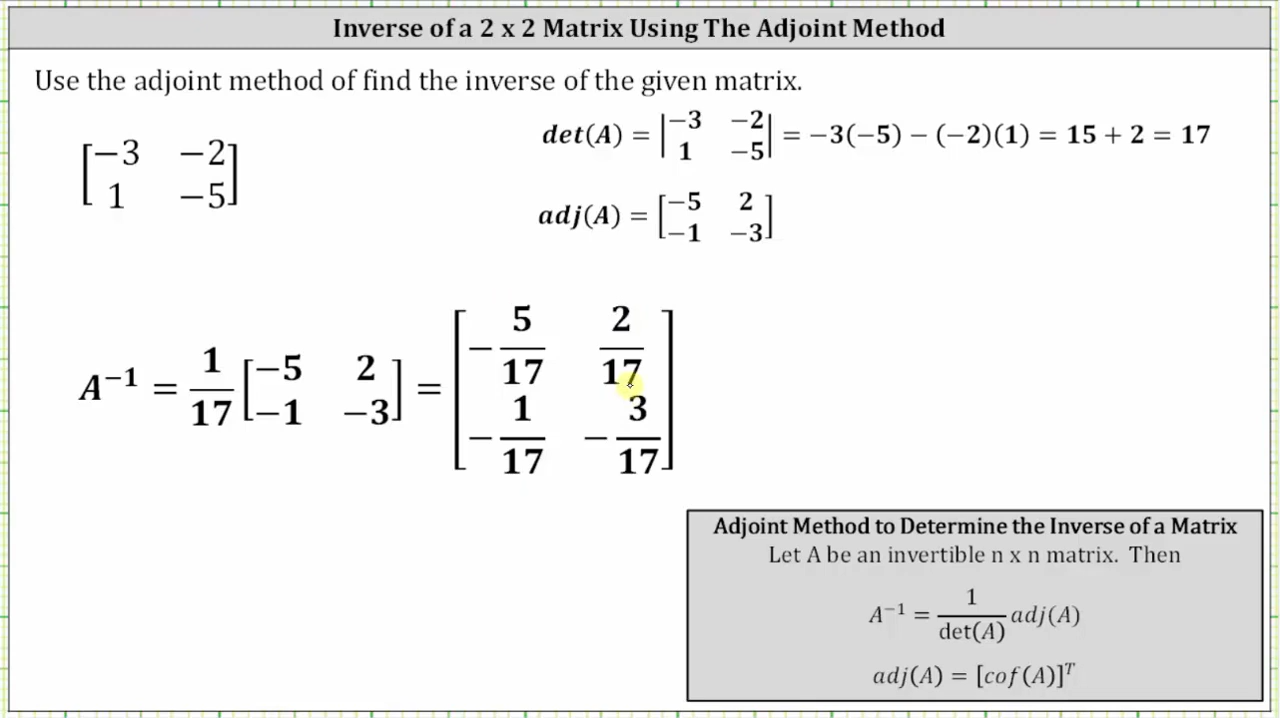 Inverse of a 2 x 2 Matrix Using The Adjoint Method
Use the adjoint method of find the inverse of the given matrix.
[−3 −2
1 −5]
det(A) = |−3 −2
1 −5| = −3(−5) − (−2)(1) = 15 + 2 = 17
adj(A) = [−5 2
−1 −3]
A⁻¹ = 1/17 [−5 2
−1 −3] = [−5/17 2/17
−1/17 −3/17]
Adjoint Method to Determine the Inverse of a Matrix
Let A be an invertible n x n matrix. Then
A⁻¹ = 1/det(A) adj(A)
adj(A) = [cof(A)]ᵀ